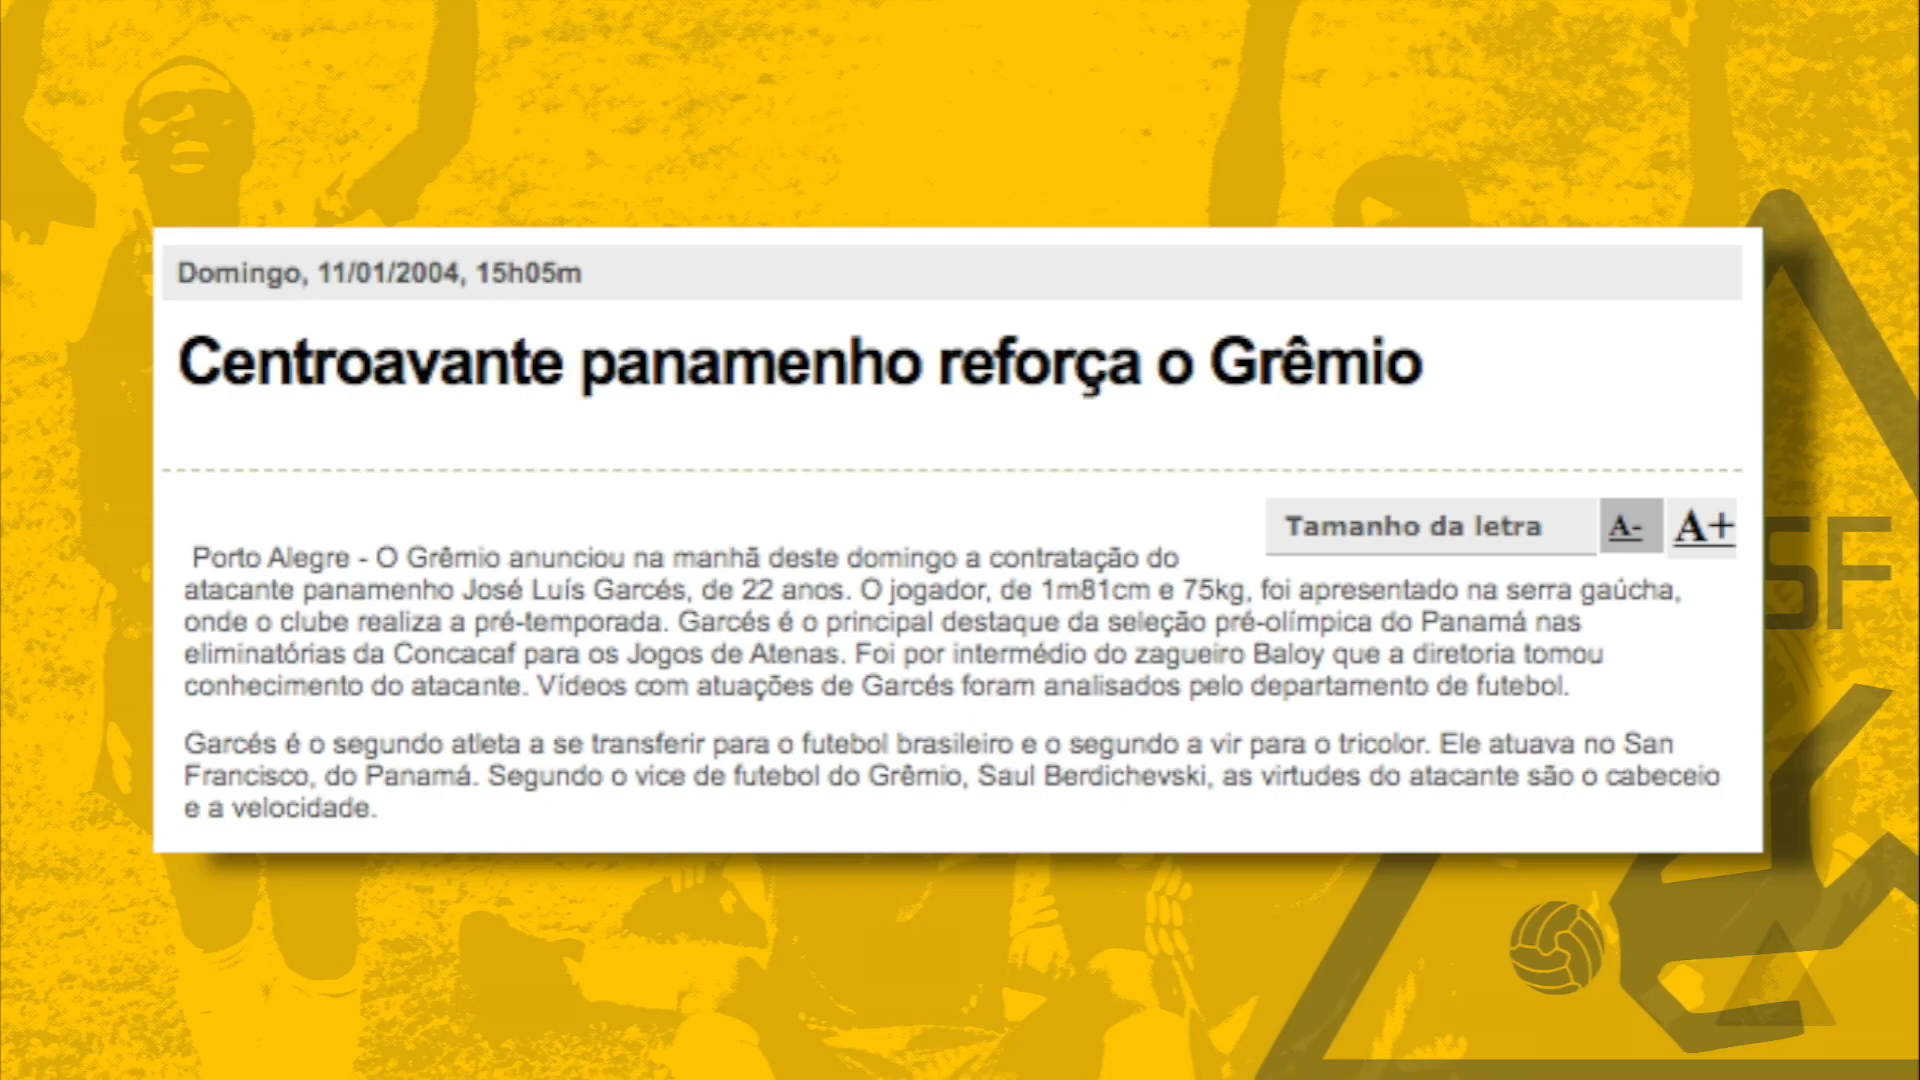 Domingo, 11/01/2004, 15h05m
Centroavante panamenho reforça o Grêmio
Tamanho da letra A- A+
Porto Alegre - O Grêmio anunciou na manhã deste domingo a contratação do
atacante panamenho José Luís Garcés, de 22 anos. O jogador, de 1m81cm e 75kg, foi apresentado na serra gaúcha,
onde o clube realiza a pré-temporada. Garcés é o principal destaque da seleção pré-olímpica do Panamá nas
eliminatórias da Concacaf para os Jogos de Atenas. Foi por intermédio do zagueiro Baloy que a diretoria tomou
conhecimento do atacante. Vídeos com atuações de Garcés foram analisados pelo departamento de futebol.
Garcés é o segundo atleta a se transferir para o futebol brasileiro e o segundo a vir para o tricolor. Ele atuava no San
Francisco, do Panamá. Segundo o vice de futebol do Grêmio, Saul Berdichevski, as virtudes do atacante são o cabeceio
e a velocidade.